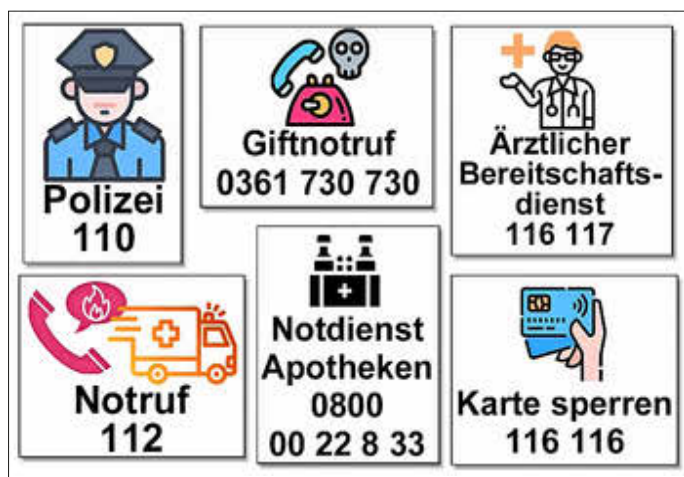 Polizei
110
Giftnotruf
0361 730 730
Ärztlicher
Bereitschafts-
dienst
116 117
Notruf
112
Notdienst
Apotheken
0800
00 22 8 33
Karte sperren
116 116